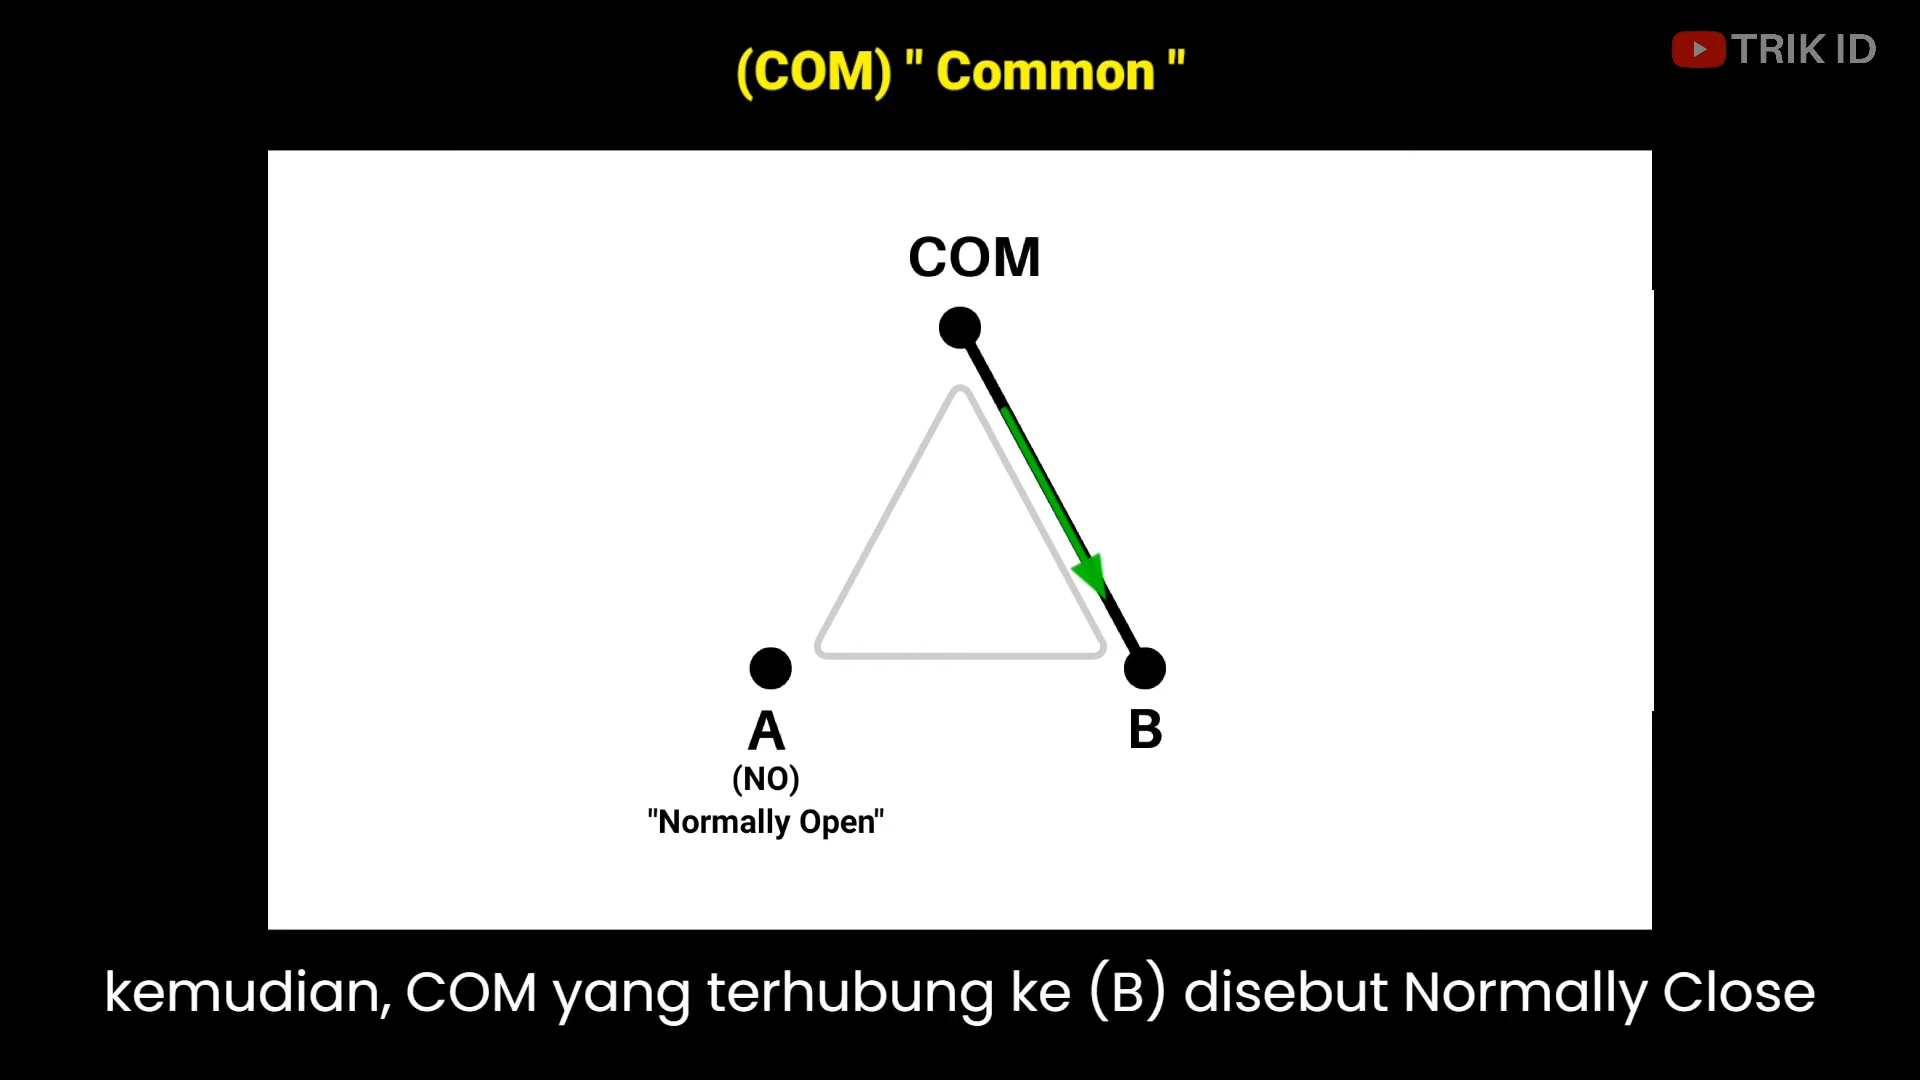 (COM) " Common "
TRIK ID
COM
A
(NO)
"Normally Open"
B
kemudian, COM yang terhubung ke (B) disebut Normally Close